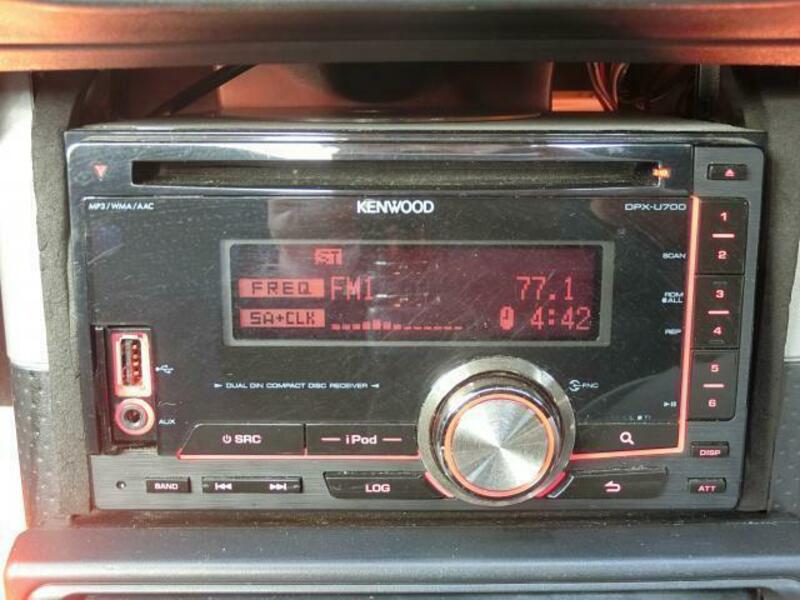 MP3/WMA/AAC
KENWOOD
DPX-U700
1
2
SCAN
3
4
RDM
ALL
REP
5
6
ST
FREQ FM1 77.1
SA+CLK 4:42
DUAL DIN COMPACT DISC RECEIVER
FNC
AUX
SRC
iPod
DISP
BAND
LOG
ATT